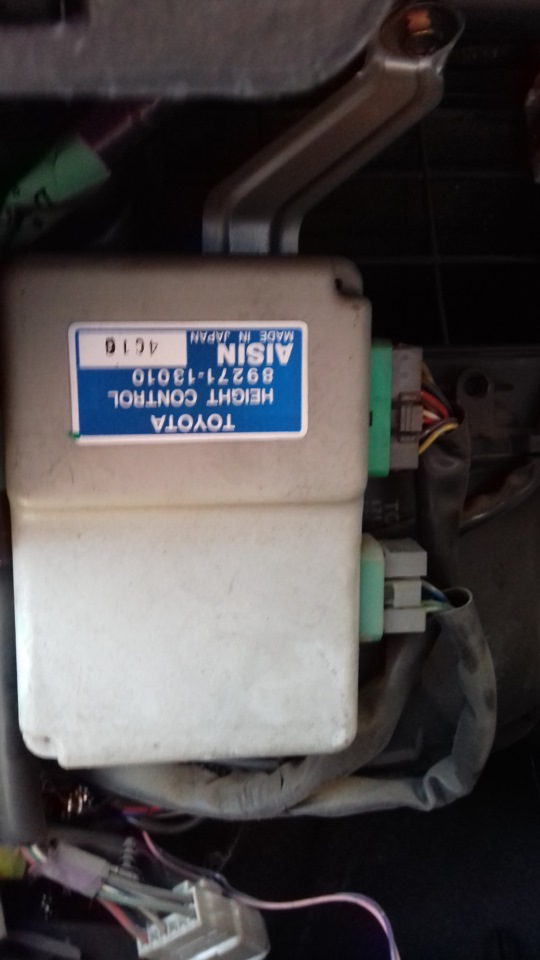 TOYOTA
HEIGHT CONTROL
89271-13010
AISIN
MADE IN JAPAN